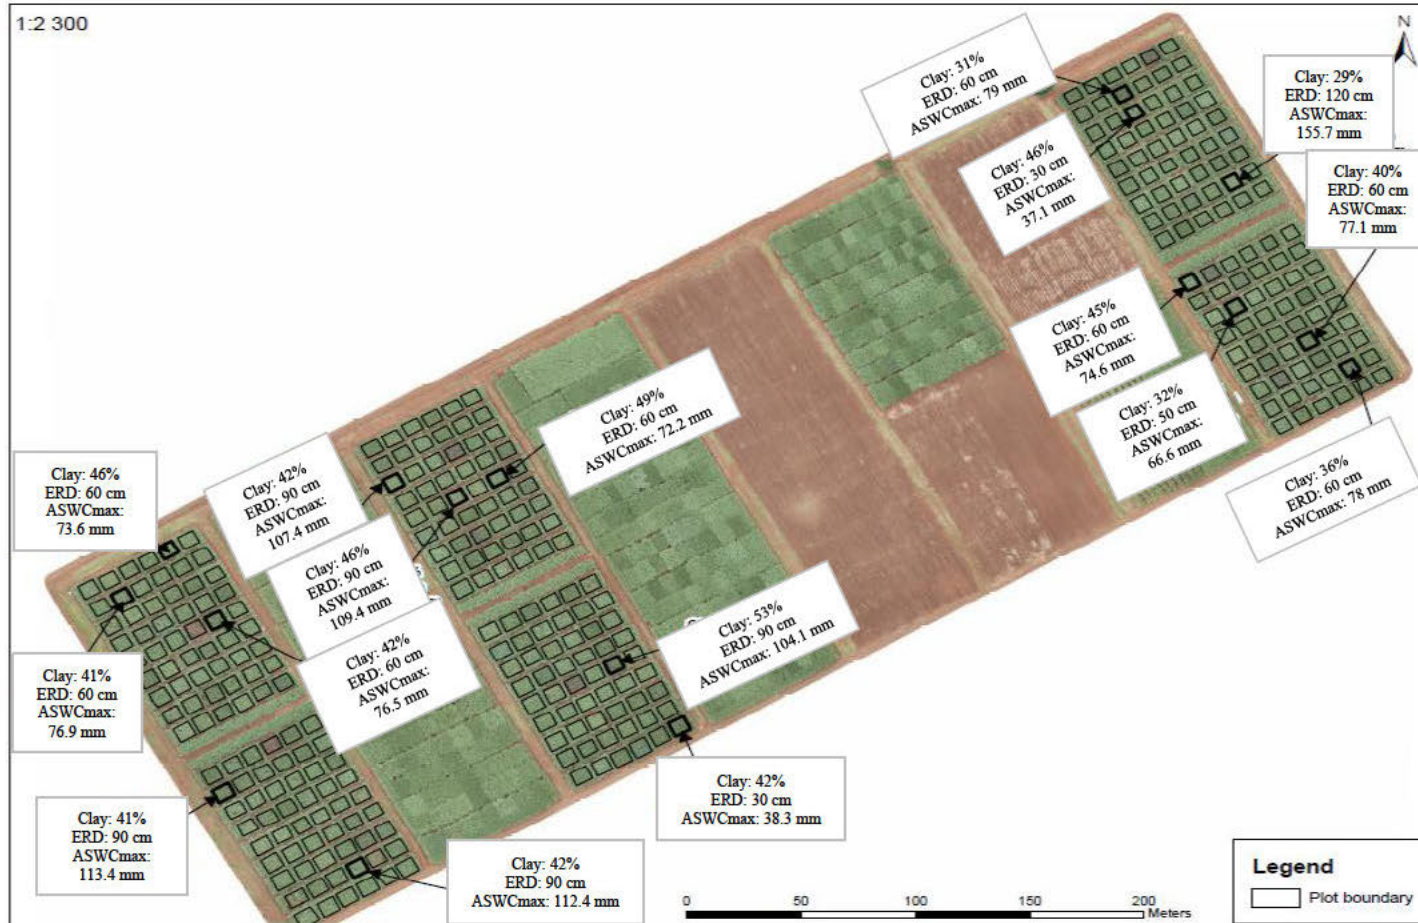 1:2 300
N
Clay: 31%
ERD: 60 cm
ASWCmax: 79 mm
Clay: 29%
ERD: 120 cm
ASWCmax:
155.7 mm
Clay: 46%
ERD: 30 cm
ASWCmax:
37.1 mm
Clay: 40%
ERD: 60 cm
ASWCmax:
77.1 mm
Clay: 45%
ERD: 60 cm
ASWCmax:
74.6 mm
Clay: 32%
ERD: 50 cm
ASWCmax:
66.6 mm
Clay: 36%
ERD: 60 cm
ASWCmax: 78 mm
Clay: 49%
ERD: 60 cm
ASWCmax: 72.2 mm
Clay: 46%
ERD: 60 cm
ASWCmax:
73.6 mm
Clay: 42%
ERD: 90 cm
ASWCmax:
107.4 mm
Clay: 46%
ERD: 90 cm
ASWCmax:
109.4 mm
Clay: 42%
ERD: 60 cm
ASWCmax:
76.5 mm
Clay: 53%
ERD: 90 cm
ASWCmax: 104.1 mm
Clay: 41%
ERD: 60 cm
ASWCmax:
76.9 mm
Clay: 41%
ERD: 90 cm
ASWCmax:
113.4 mm
Clay: 42%
ERD: 90 cm
ASWCmax: 112.4 mm
Clay: 42%
ERD: 30 cm
ASWCmax: 38.3 mm
0 50 100 150 200
Meters
Legend
Plot boundary